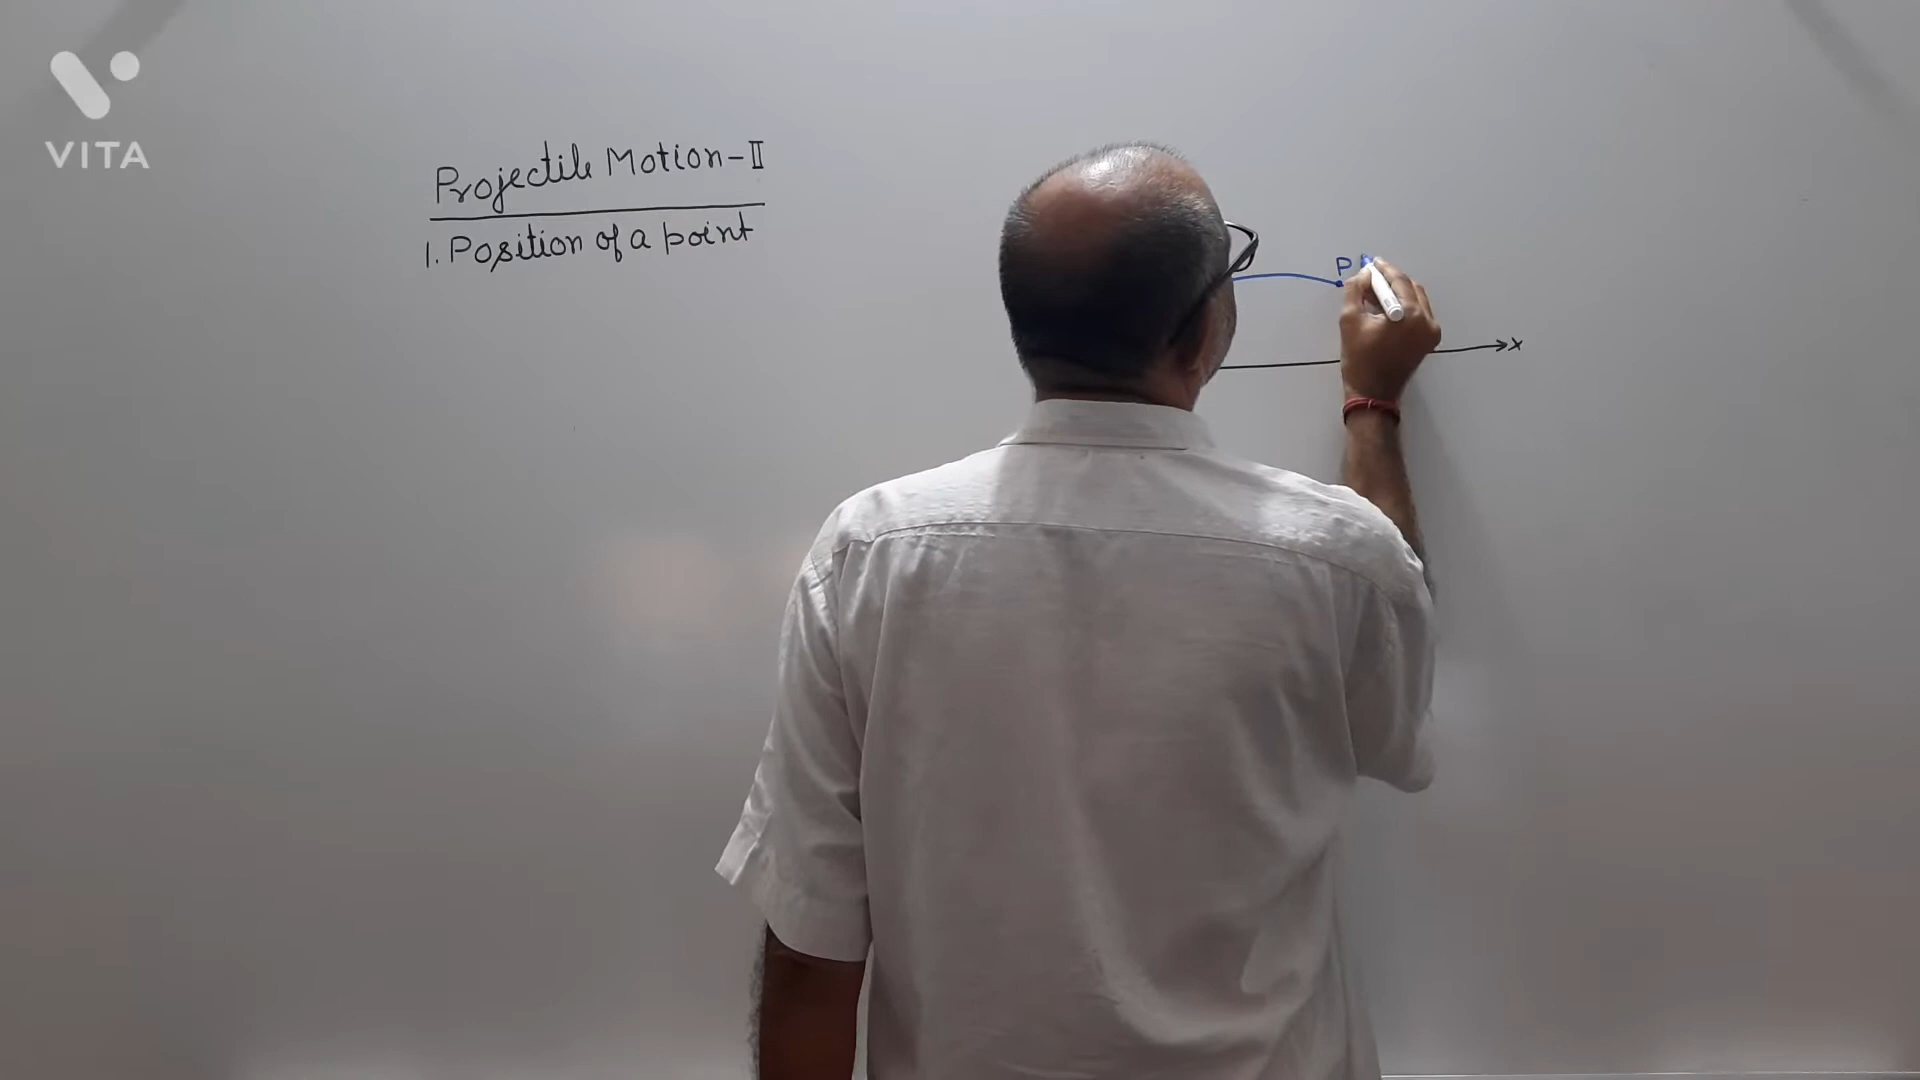 VITA
Projectile Motion-II
1. Position of a point
P
x